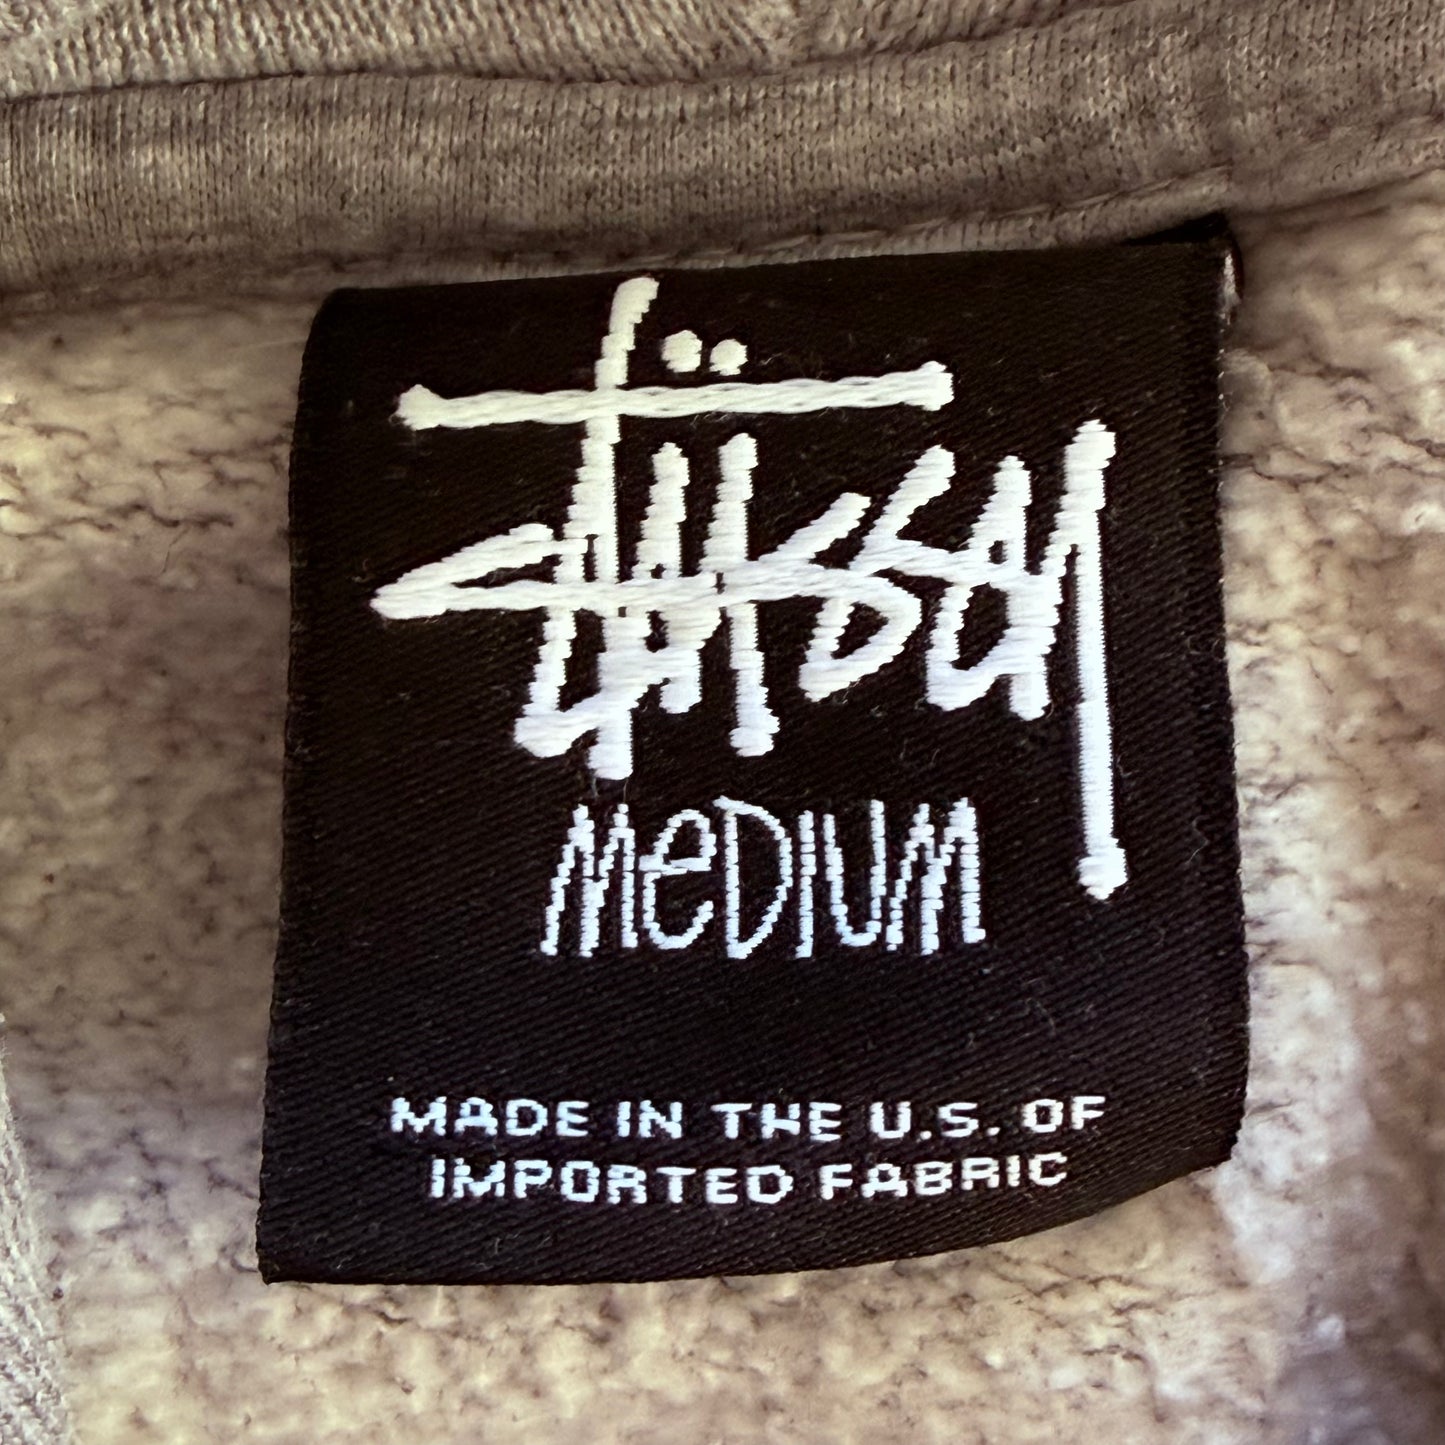 Stüssy
MeDIUM
MADE IN THE U.S. OF
IMPORTED FABRIC